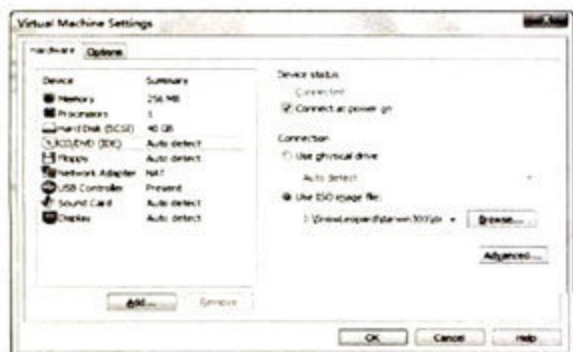 Virtual Machine Settings
Hardware Options
Device Summary
Memory 256 MB
Processors 1
Hard Disk (SCSI) 40 GB
CD/DVD (IDE) Auto detect
Floppy Auto detect
Network Adapter NAT
USB Controller Present
Sound Card Auto detect
Display Auto detect
Add... Remove
Device status
Connected
Connect at power on
Connection
Use physical drive:
Auto detect
Use ISO image file:
Browse...
Advanced...
OK Cancel Help